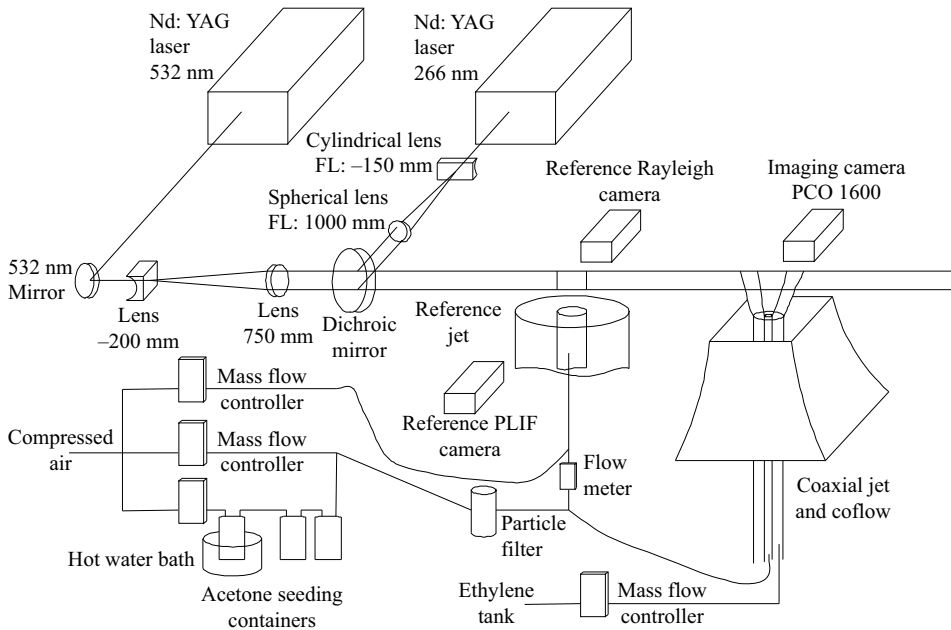 Nd: YAG
laser
532 nm
Nd: YAG
laser
266 nm
Cylindrical lens
FL: –150 mm
Spherical lens
FL: 1000 mm
Reference Rayleigh
camera
Imaging camera
PCO 1600
532 nm
Mirror
Lens
–200 mm
Lens
750 mm
Dichroic
mirror
Reference
jet
Reference PLIF
camera
Mass flow
controller
Compressed
air
Mass flow
controller
Flow
meter
Particle
filter
Coaxial jet
and coflow
Hot water bath
Acetone seeding
containers
Ethylene
tank
Mass flow
controller